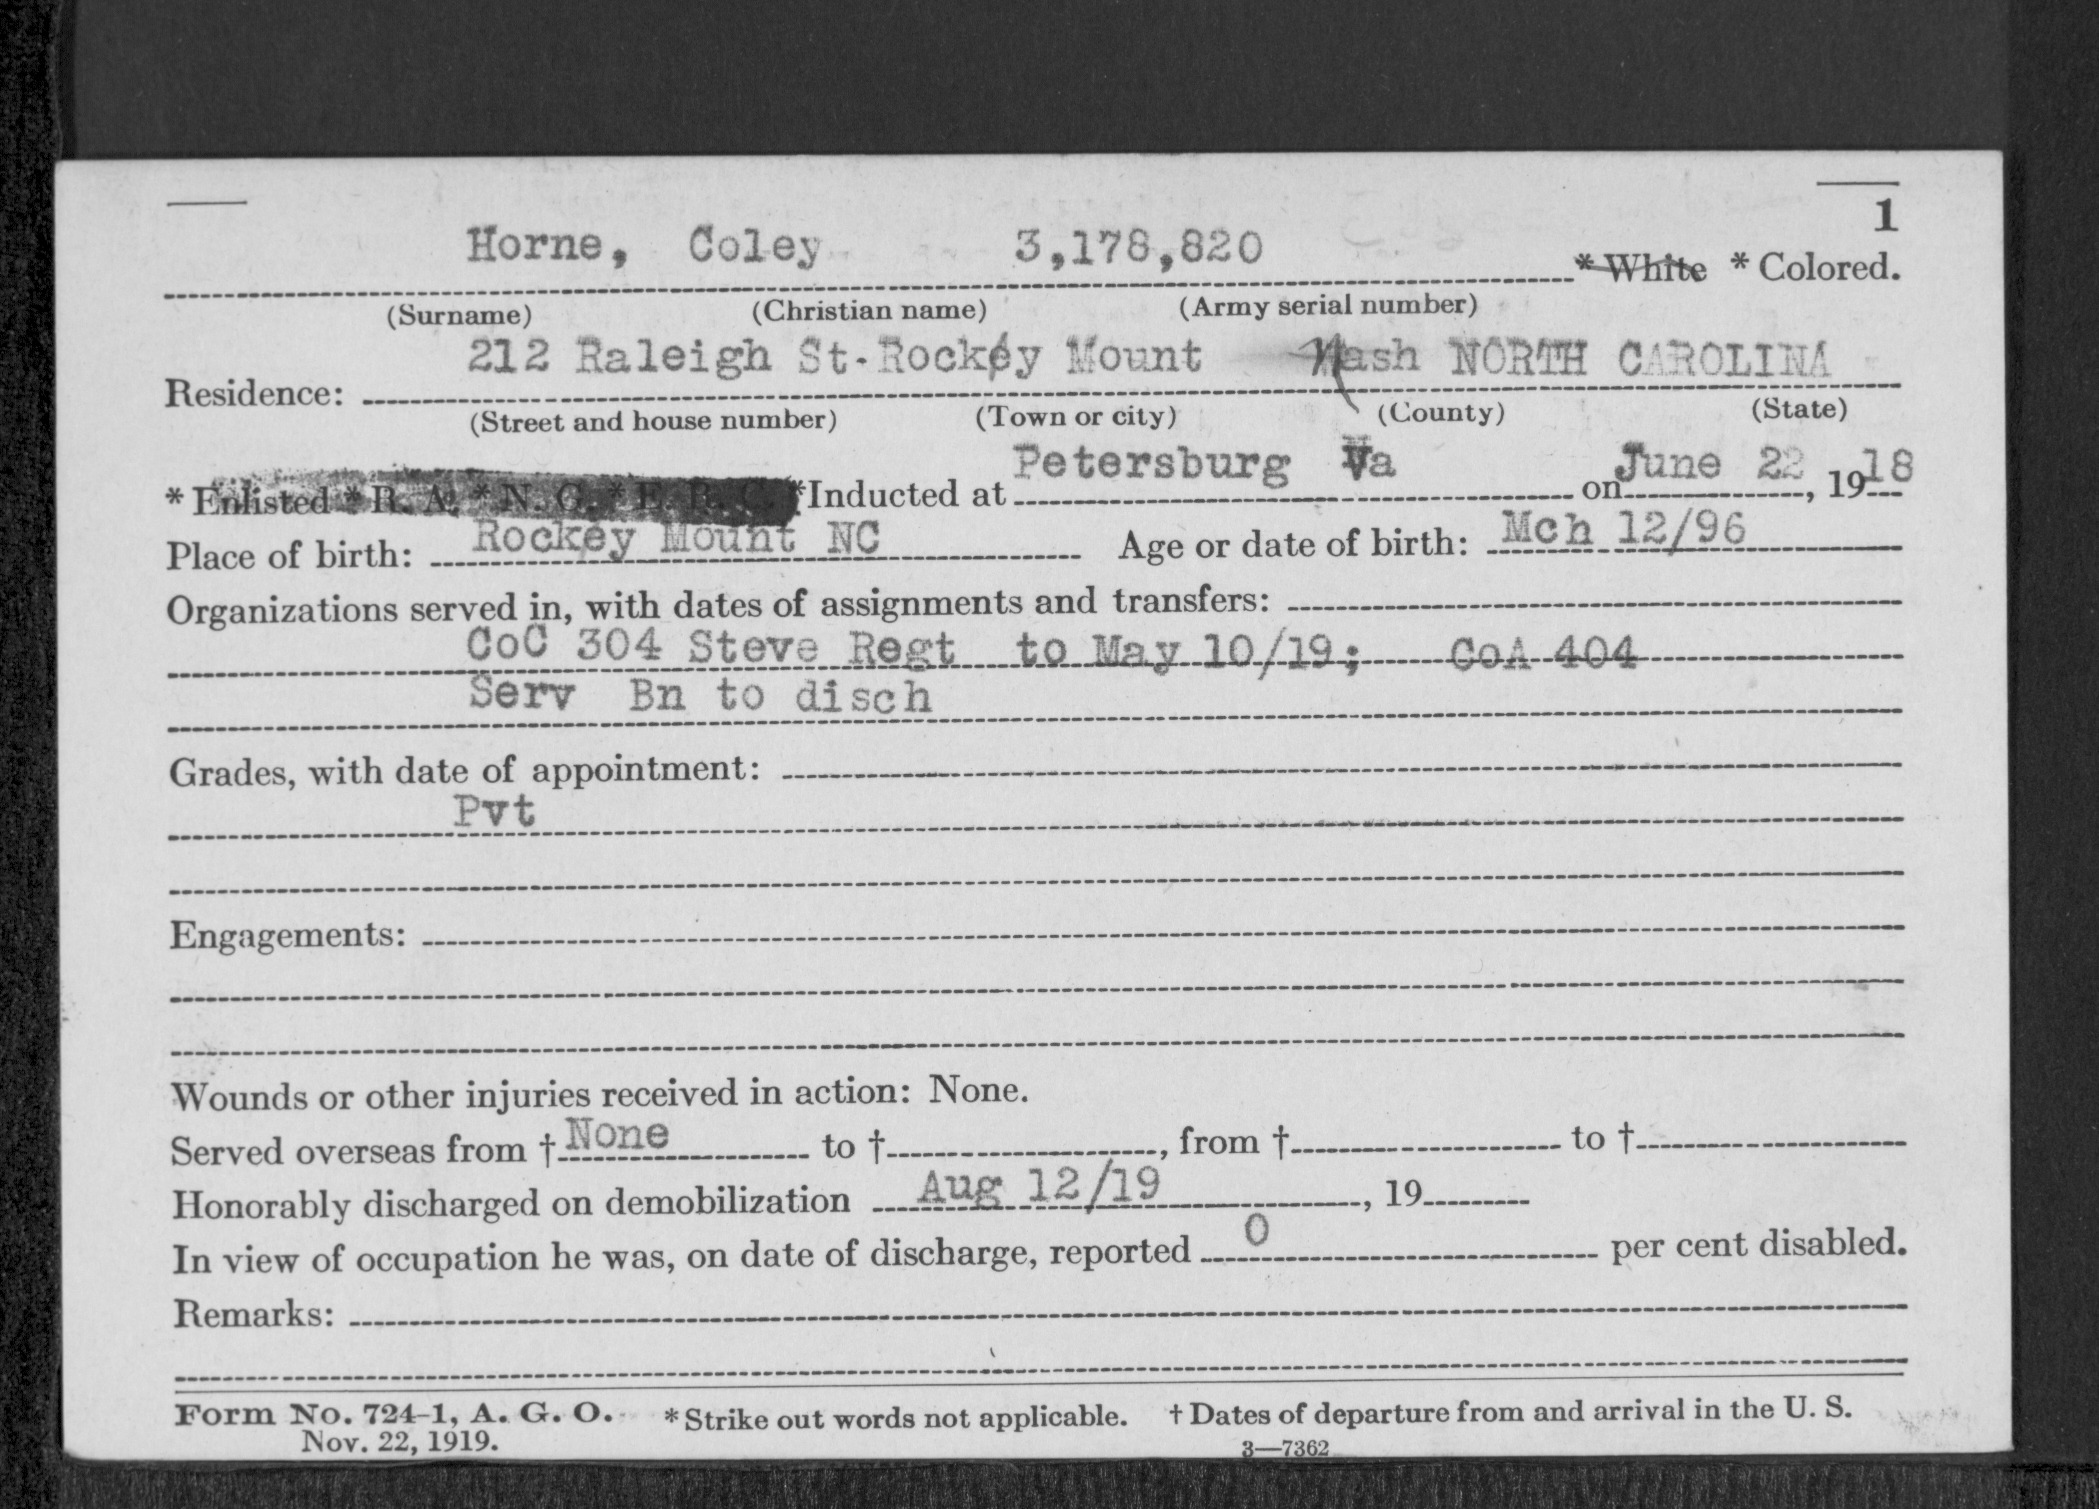 1
Horne, Coley 3,178,820 * White * Colored.
(Surname) (Christian name) (Army serial number)
212 Raleigh St. Rockey Mount Nash NORTH CAROLINA
Residence:
(Street and house number) (Town or city) (County) (State)
* Enlisted * R. A. * N. G. * E. R. C. *Inducted at Petersburg Va on June 22, 1918
Place of birth: Rockey Mount NC Age or date of birth: Mch 12/96
Organizations served in, with dates of assignments and transfers:
CoC 304 Steve Regt to May 10/19; CoA 404
Serv Bn to disch
Grades, with date of appointment:
Pvt
Engagements:
Wounds or other injuries received in action: None.
Served overseas from † None to †, from † to †
Honorably discharged on demobilization Aug 12/19, 19
In view of occupation he was, on date of discharge, reported 0 per cent disabled.
Remarks:
Form No. 724-1, A. G. O. * Strike out words not applicable. † Dates of departure from and arrival in the U. S.
Nov. 22, 1919. 3—7362